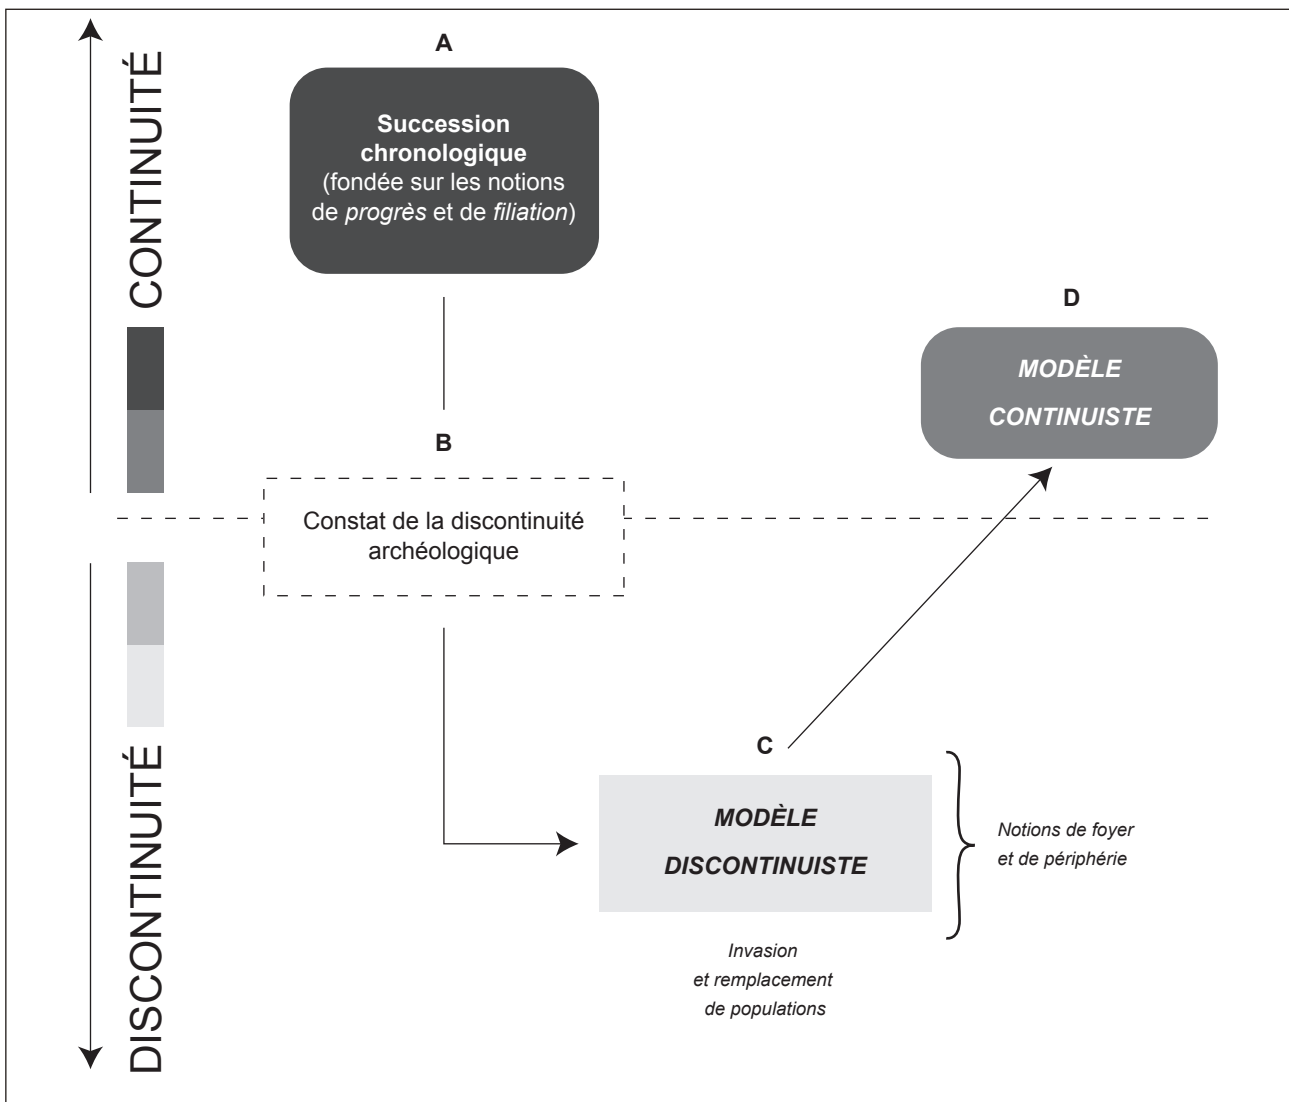 CONTINUITÉ
DISCONTINUITÉ
A
Succession
chronologique
(fondée sur les notions
de progrès et de filiation)
B
Constat de la discontinuité
archéologique
C
MODÈLE
DISCONTINUISTE
Invasion
et remplacement
de populations
Notions de foyer
et de périphérie
D
MODÈLE
CONTINUISTE